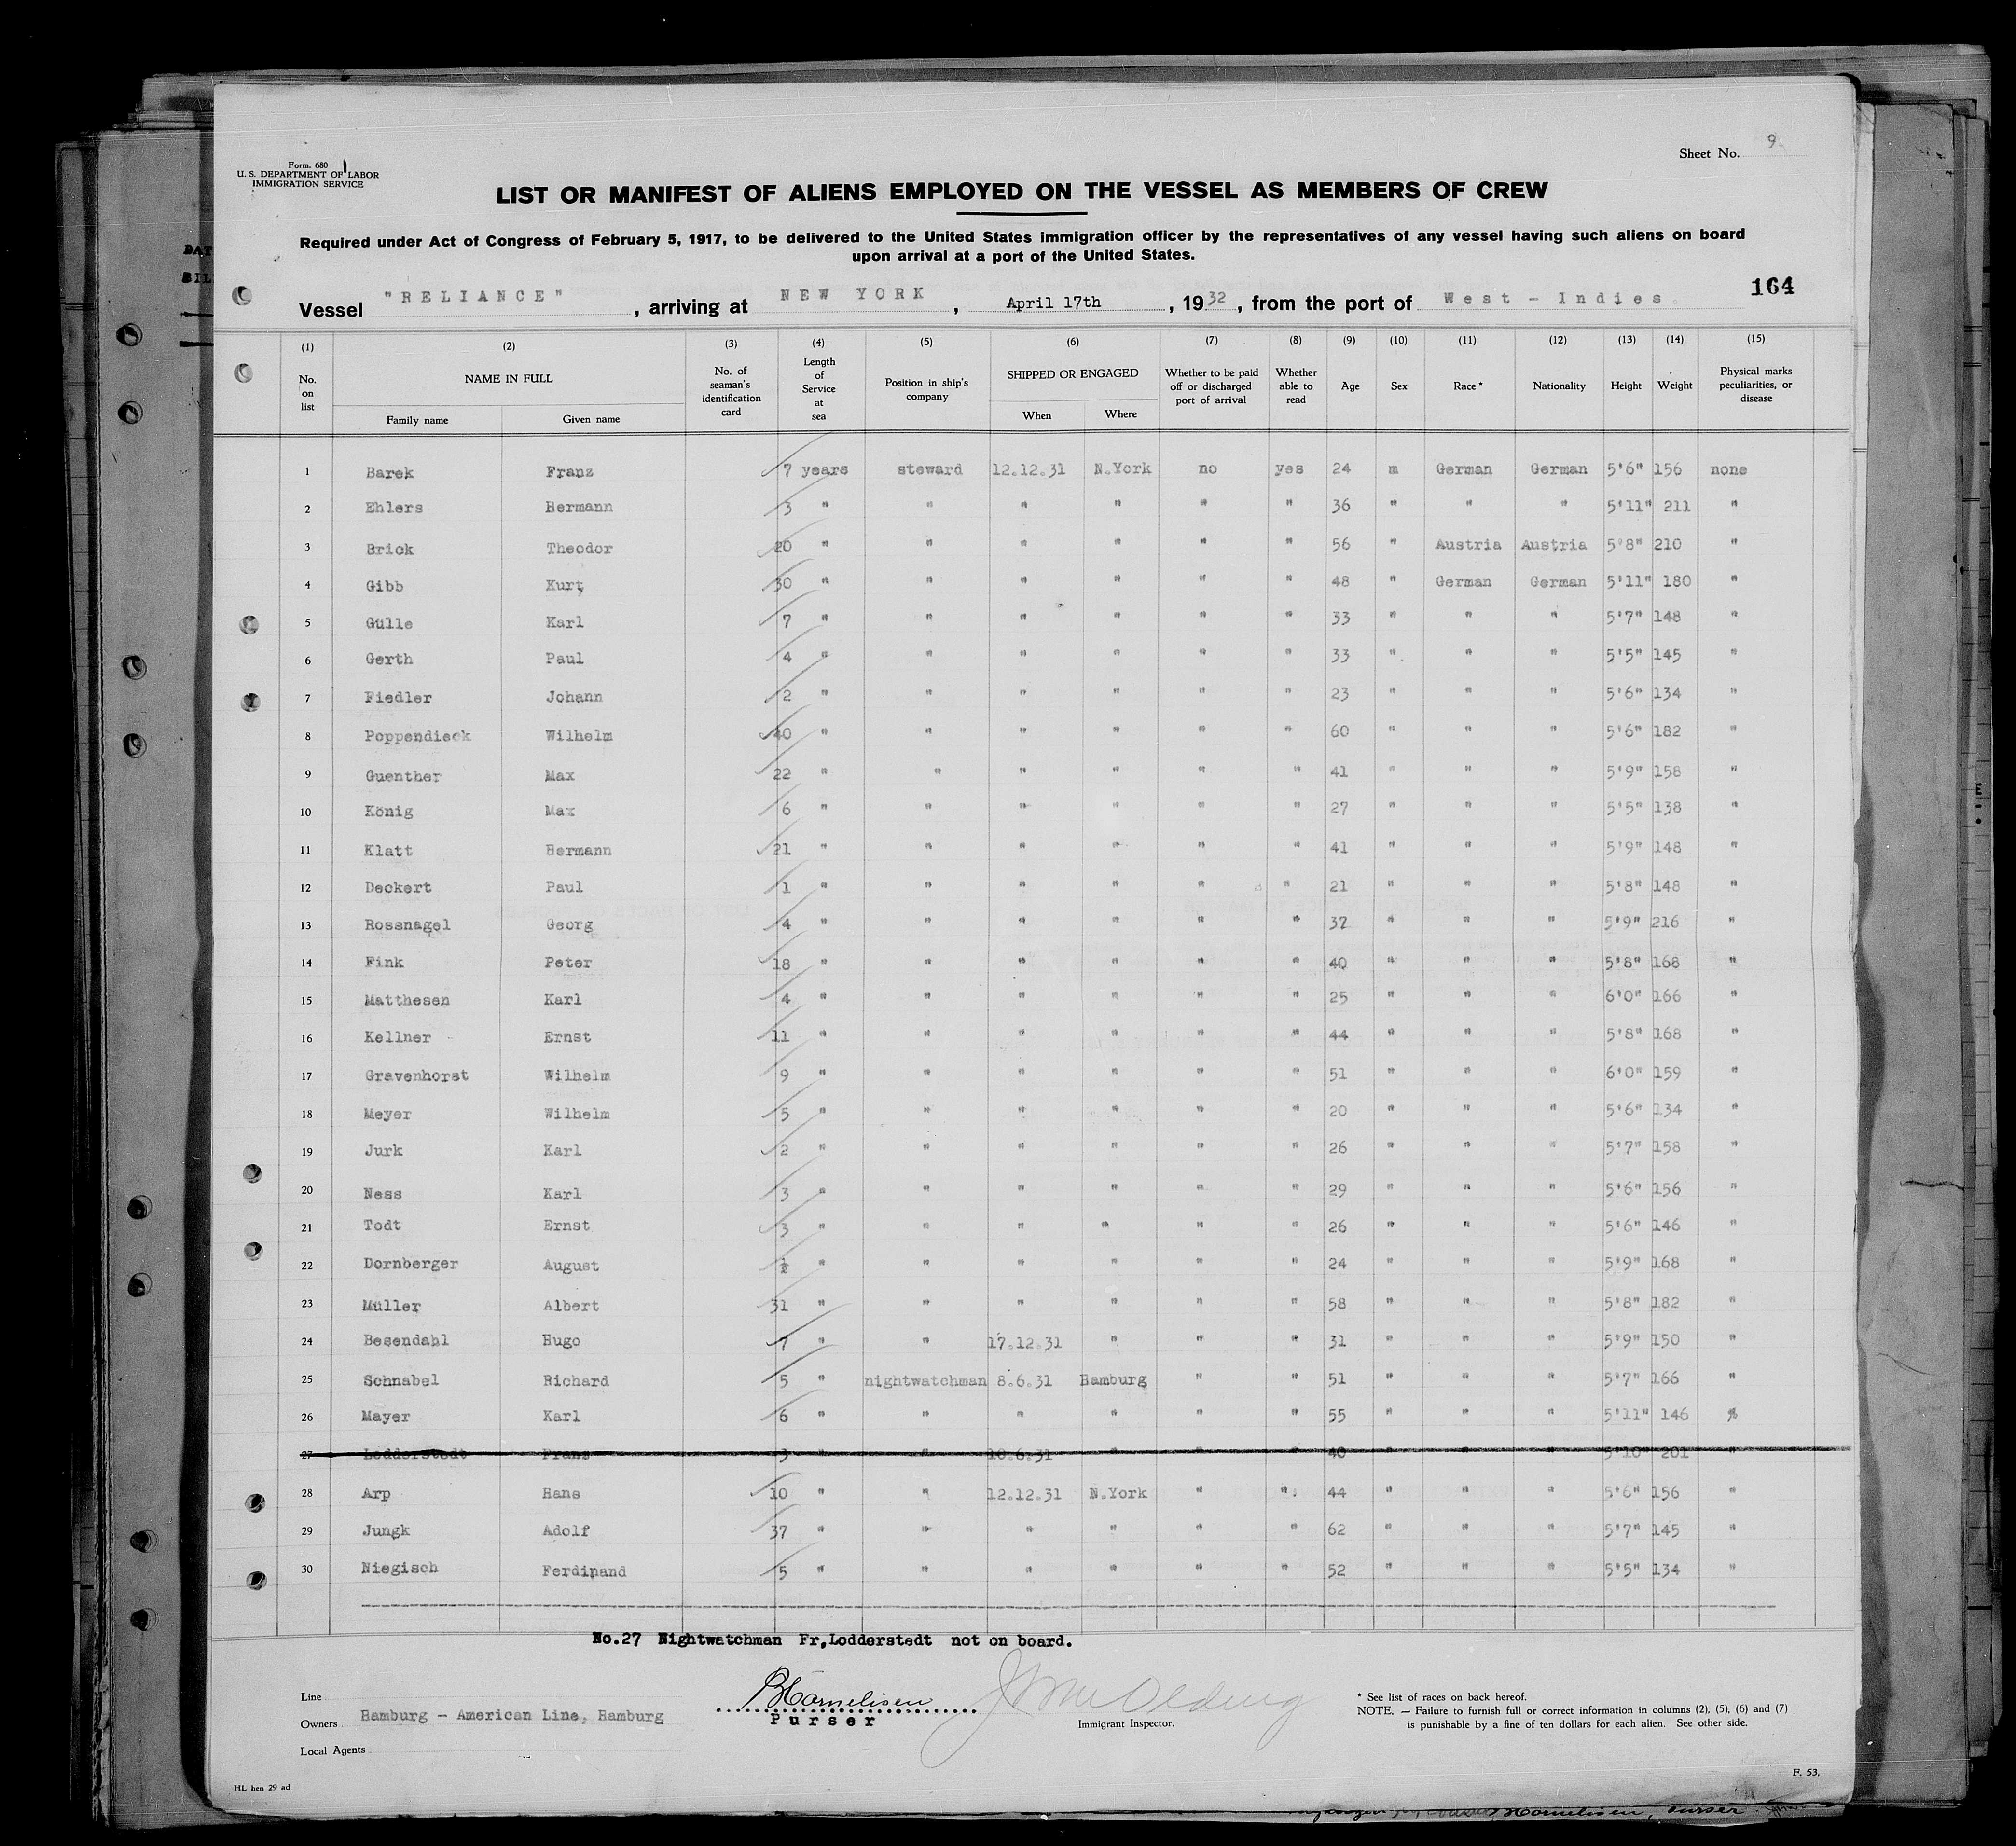 Sheet No. 9
Form. 680
U. S. DEPARTMENT OF LABOR
IMMIGRATION SERVICE
LIST OR MANIFEST OF ALIENS EMPLOYED ON THE VESSEL AS MEMBERS OF CREW
Required under Act of Congress of February 5, 1917, to be delivered to the United States immigration officer by the representatives of any vessel having such aliens on board
upon arrival at a port of the United States.
164
Vessel "RELIANCE", arriving at NEW YORK, April 17th, 1932, from the port of West - Indies
(1) (2) (3) (4) (5) (6) (7) (8) (9) (10) (11) (12) (13) (14) (15)
No. on list NAME IN FULL Family name Given name No. of seaman's identification card Length of Service at sea Position in ship's company SHIPPED OR ENGAGED When Where Whether to be paid off or discharged port of arrival Whether able to read Age Sex Race* Nationality Height Weight Physical marks peculiarities, or disease
1 Barek Franz 7 years steward 12.12.31 N.York no yes 24 m German German 5'6" 156 none
2 Ehlers Hermann 3 " " " " " " 36 " " " 5'11" 211 "
3 Brick Theodor 20 " " " " " " 56 " Austria Austria 5'8" 210 "
4 Gibb Kurt 30 " " " " " " 48 " German German 5'11" 180 "
5 Gülle Karl 7 " " " " " " 33 " " " 5'7" 148 "
6 Gerth Paul 4 " " " " " " 33 " " " 5'5" 145 "
7 Fiedler Johann 2 " " " " " " 23 " " " 5'6" 134 "
8 Poppendieck Wilhelm 40 " " " " " " 60 " " " 5'6" 182 "
9 Guenther Max 22 " " " " " " 41 " " " 5'9" 158 "
10 König Max 6 " " " " " " 27 " " " 5'5" 138 "
11 Klatt Hermann 21 " " " " " " 41 " " " 5'9" 148 "
12 Deckert Paul 1 " " " " " " 21 " " " 5'8" 148 "
13 Rossnagel Georg 4 " " " " " " 37 " " " 5'9" 216 "
14 Fink Peter 18 " " " " " " 40 " " " 5'8" 168 "
15 Matthesen Karl 4 " " " " " " 25 " " " 6'0" 166 "
16 Kellner Ernst 11 " " " " " " 44 " " " 5'8" 168 "
17 Gravenhorst Wilhelm 9 " " " " " " 51 " " " 6'0" 159 "
18 Meyer Wilhelm 5 " " " " " " 20 " " " 5'6" 134 "
19 Jurk Karl 2 " " " " " " 26 " " " 5'7" 158 "
20 Ness Karl 3 " " " " " " 29 " " " 5'6" 156 "
21 Todt Ernst 3 " " " " " " 26 " " " 5'6" 146 "
22 Dornberger August ½ " " " " " " 24 " " " 5'9" 168 "
23 Müller Albert 31 " " " " " " 58 " " " 5'8" 182 "
24 Besendahl Hugo 7 " " 17.12.31 " " " 31 " " " 5'9" 150 "
25 Schnabel Richard 5 " nightwatchman 8.6.31 Hamburg " " 51 " " " 5'7" 166 "
26 Mayer Karl 6 " " " " " " 55 " " " 5'11" 146 "
27 Lodderstedt Franz 3 " " 10.6.31 " " " 40 " " " 5'10" 201 "
28 Arp Hans 10 " " 12.12.31 N.York " " 44 " " " 5'6" 156 "
29 Jungk Adolf 37 " " " " " " 62 " " " 5'7" 145 "
30 Niegisch Ferdinand 5 " " " " " " 52 " " " 5'5" 134 "
No.27 Nightwatchman Fr,Lodderstedt not on board.
Line
Owners Hamburg - American Line, Hamburg
Local Agents
Purser
Immigrant Inspector.
* See list of races on back hereof.
NOTE. — Failure to furnish full or correct information in columns (2), (5), (6) and (7)
is punishable by a fine of ten dollars for each alien. See other side.
HL hen 29 ad
F. 53.